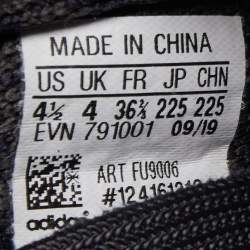 MADE IN CHINA
US UK FR JP CHN
4½ 4 36⅔ 225 225
EVN 791001 09/19
ART FU9006
adidas